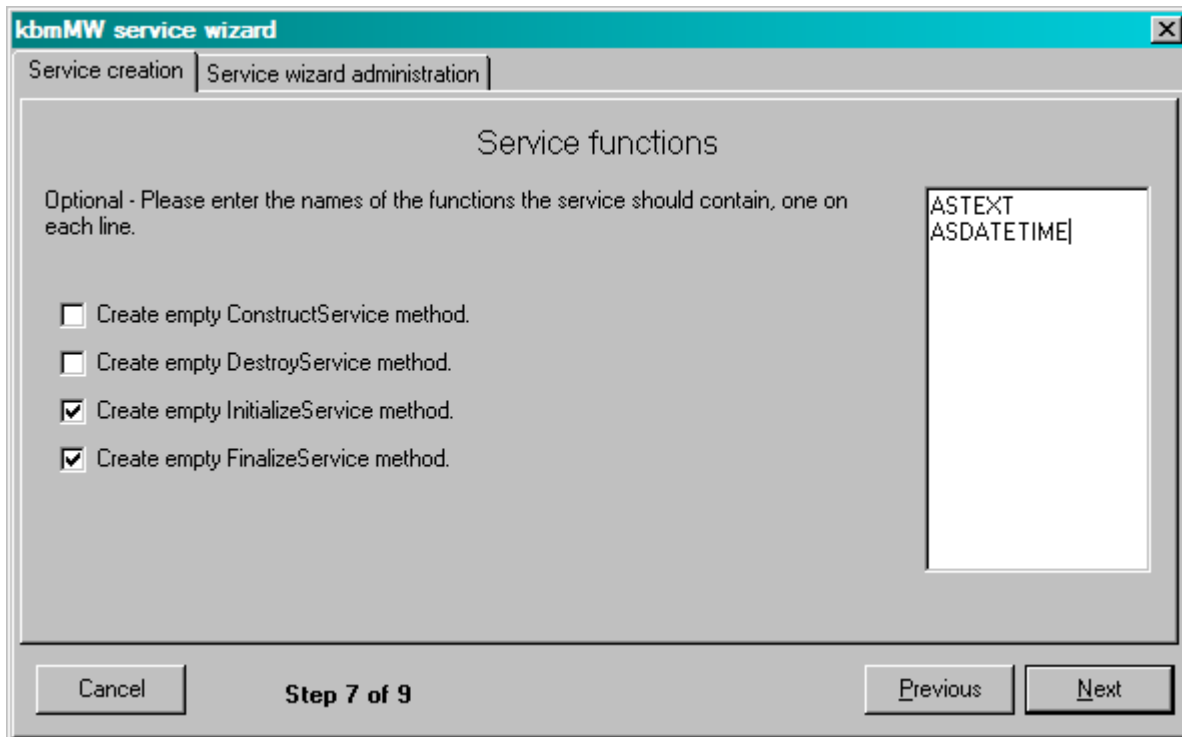 kbmMW service wizard
Service creation
Service wizard administration
Service functions
Optional - Please enter the names of the functions the service should contain, one on
each line.
ASTEXT
ASDATETIME
Create empty ConstructService method.
Create empty DestroyService method.
Create empty InitializeService method.
Create empty FinalizeService method.
Cancel
Step 7 of 9
Previous
Next